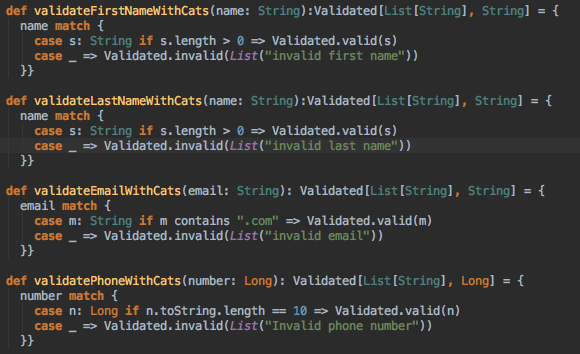 def validateFirstNameWithCats(name: String):Validated[List[String], String] = {
  name match {
    case s: String if s.length > 0 => Validated.valid(s)
    case _ => Validated.invalid(List("invalid first name"))
  }}
def validateLastNameWithCats(name: String):Validated[List[String], String] = {
  name match {
    case s: String if s.length > 0 => Validated.valid(s)
    case _ => Validated.invalid(List("invalid last name"))
  }}
def validateEmailWithCats(email: String): Validated[List[String], String] = {
  email match {
    case m: String if m contains ".com" => Validated.valid(m)
    case _ => Validated.invalid(List("invalid email"))
  }}
def validatePhoneWithCats(number: Long): Validated[List[String], Long] = {
  number match {
    case n: Long if n.toString.length == 10 => Validated.valid(n)
    case _ => Validated.invalid(List("Invalid phone number"))
  }}